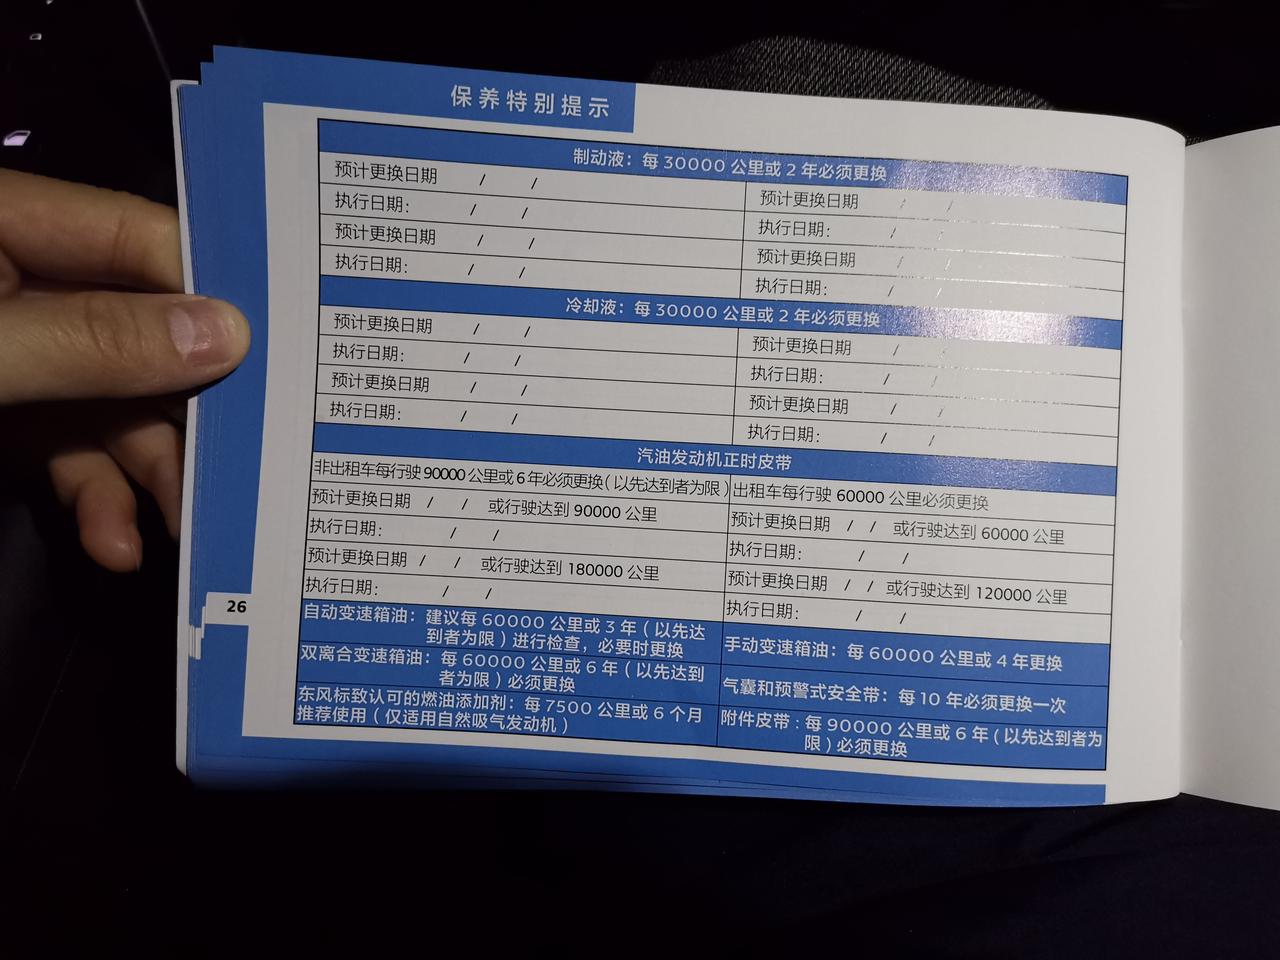 保养特别提示
制动液：每 30000 公里或 2 年必须更换
预计更换日期 / /
预计更换日期 / /
执行日期： / /
执行日期： / /
预计更换日期 / /
预计更换日期 / /
执行日期： / /
执行日期： / /
冷却液：每 30000 公里或 2 年必须更换
预计更换日期 / /
预计更换日期 / /
执行日期： / /
执行日期： / /
预计更换日期 / /
预计更换日期 / /
执行日期： / /
执行日期： / /
汽油发动机正时皮带
非出租车每行驶 90000 公里或 6 年必须更换（以先达到者为限）
出租车每行驶 60000 公里必须更换
预计更换日期 / / 或行驶达到 90000 公里
预计更换日期 / / 或行驶达到 60000 公里
执行日期： / /
执行日期： / /
预计更换日期 / / 或行驶达到 180000 公里
预计更换日期 / / 或行驶达到 120000 公里
执行日期： / /
执行日期： / /
自动变速箱油：建议每 60000 公里或 3 年（以先达
到者为限）进行检查，必要时更换
手动变速箱油：每 60000 公里或 4 年更换
双离合变速箱油：每 60000 公里或 6 年（以先达到
者为限）必须更换
气囊和预警式安全带：每 10 年必须更换一次
东风标致认可的燃油添加剂：每 7500 公里或 6 个月
推荐使用（仅适用自然吸气发动机）
附件皮带：每 90000 公里或 6 年（以先达到者为
限）必须更换
26